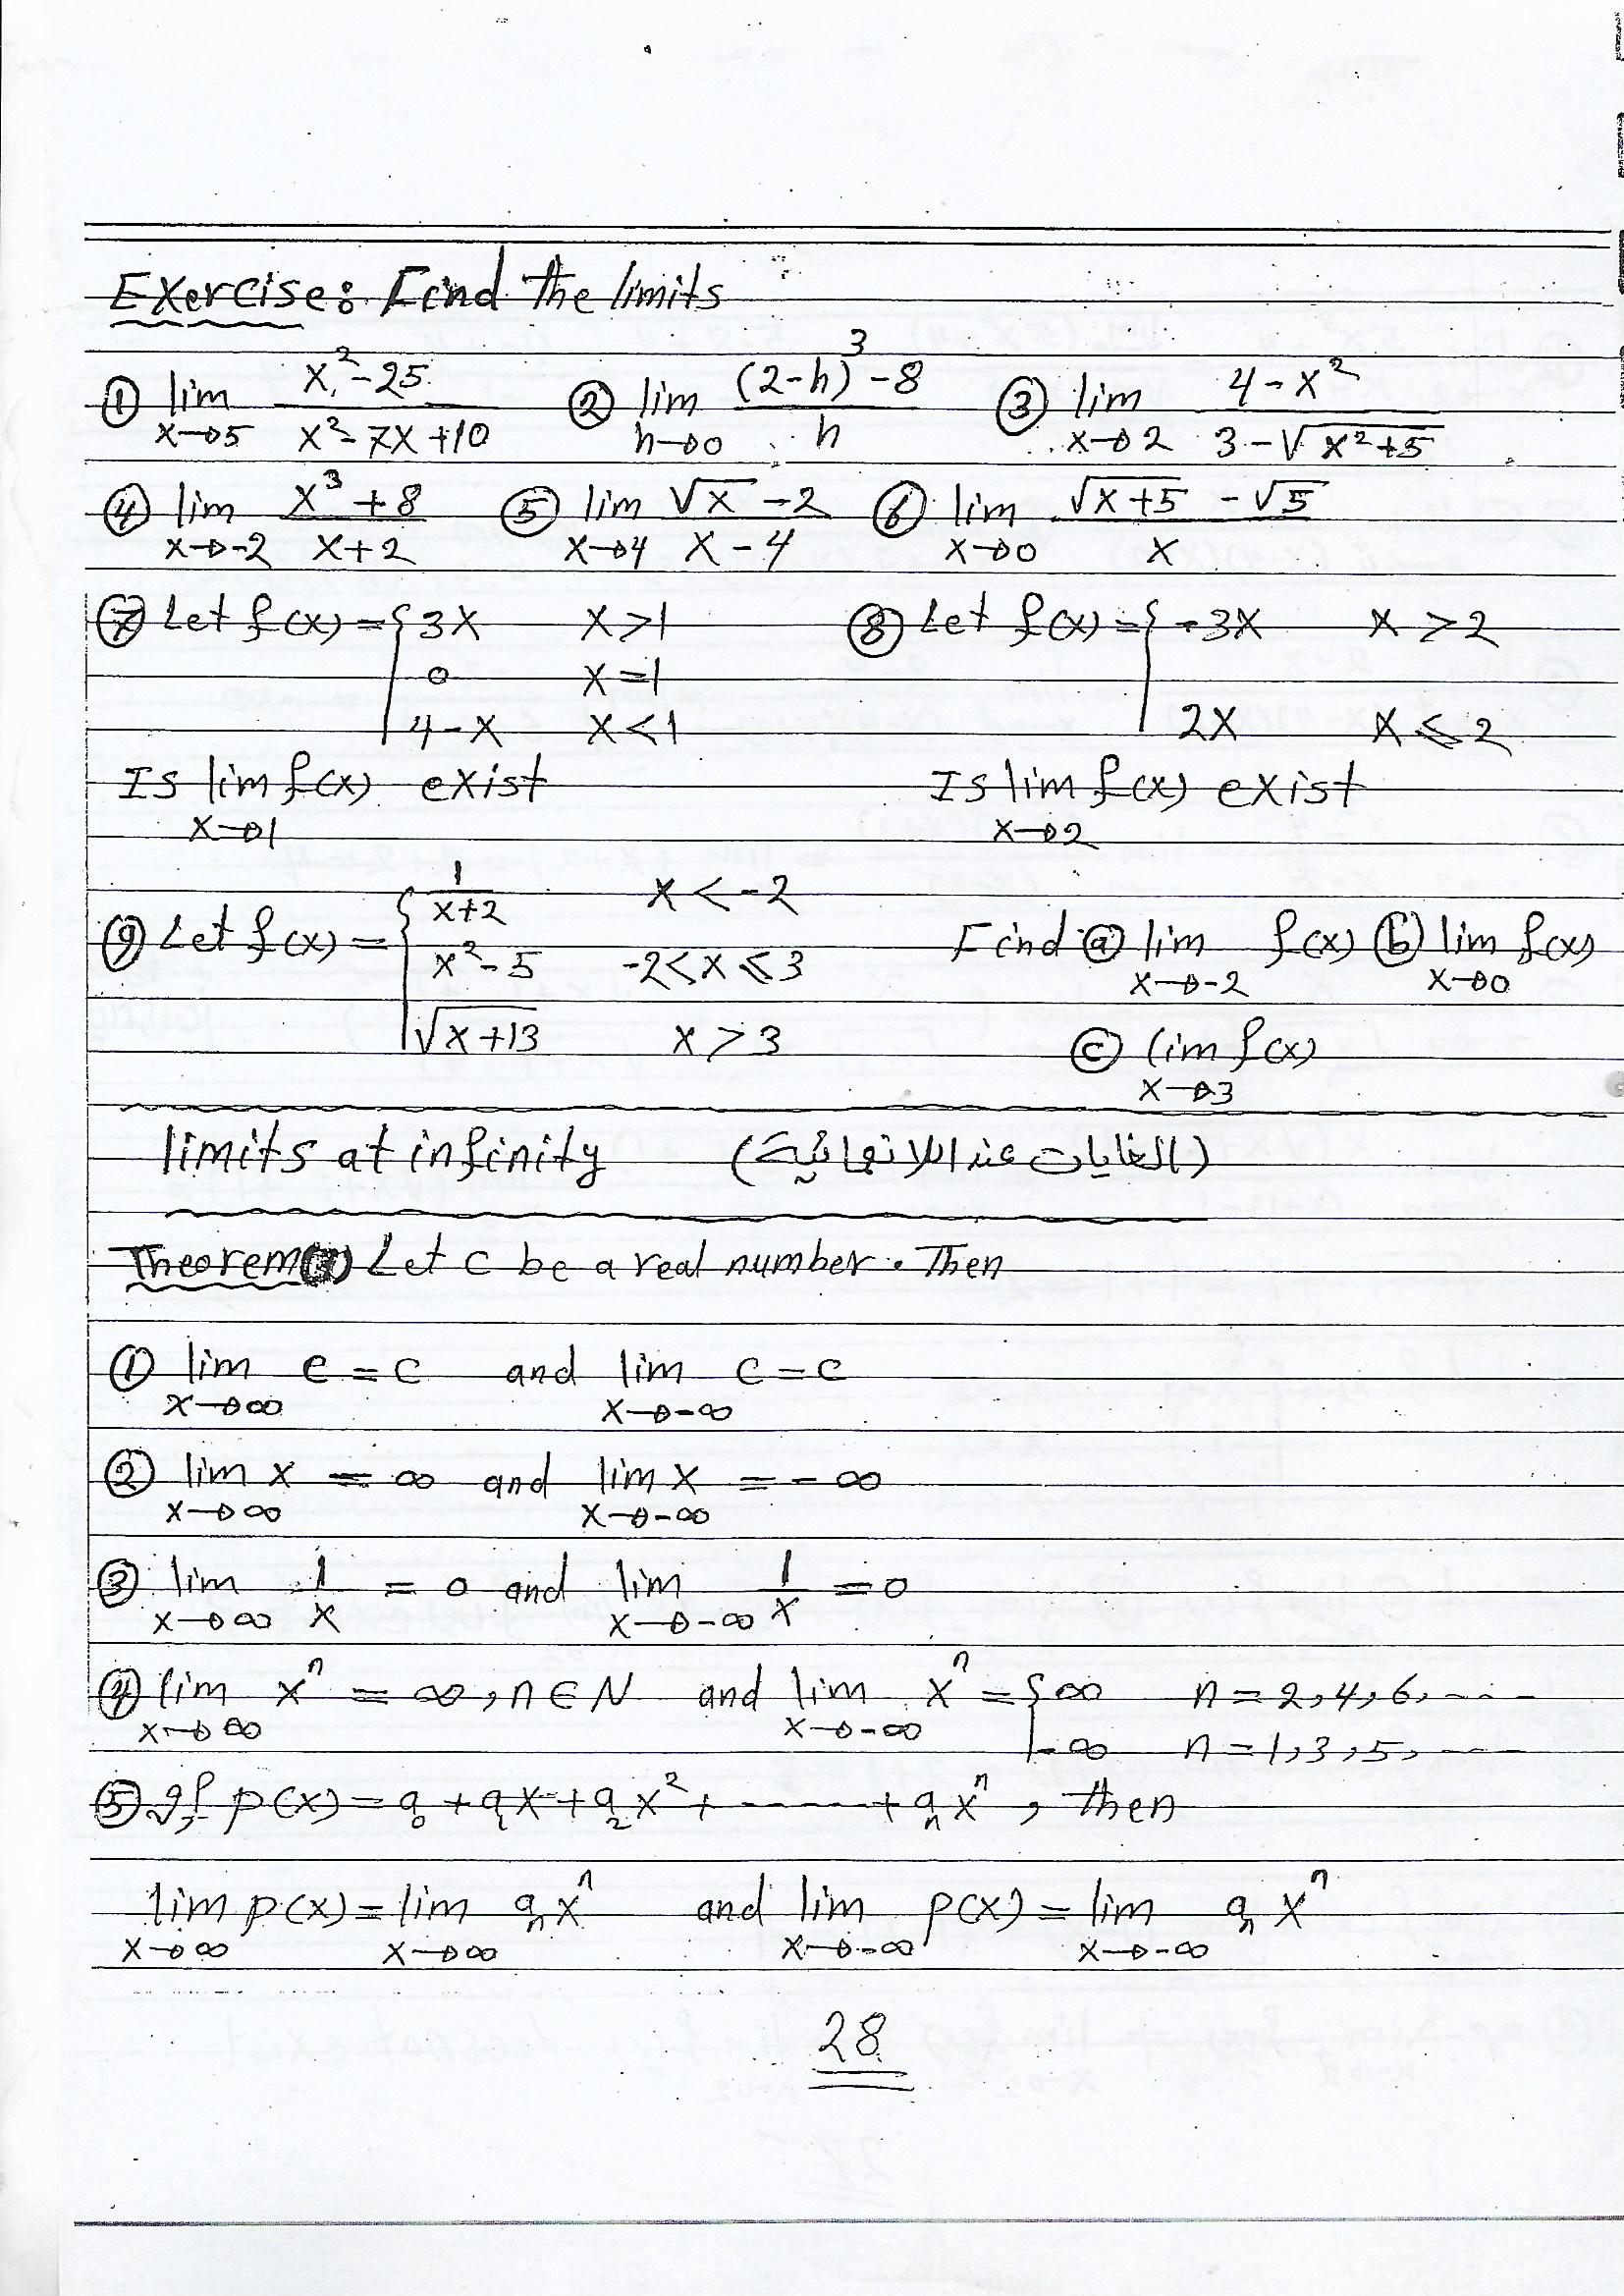 Exercise: Find the limits
① lim x→5 (x²-25)/(x²-7x+10) ② lim h→0 ((2-h)³-8)/h ③ lim x→2 (4-x²)/(3-√(x²+5))
④ lim x→-2 (x³+8)/(x+2) ⑤ lim x→4 (√x-2)/(x-4) ⑥ lim x→0 (√(x+5)-√5)/x
⑦ Let f(x)={3x x>1 ⑧ Let f(x)={-3x x>2
0 x=1
4-x x<1 2x x≤2
Is lim f(x) exist Is lim f(x) exist
x→1 x→2
1/(x+2) x<-2
⑨ Let f(x)={x²-5 -2<x≤3 Find ⓐ lim x→-2 f(x) ⓑ lim x→0 f(x)
√(x+13) x>3 ⓒ lim x→3 f(x)
limits at infinity (الغايات عند اللانهائية)
Theorem Let c be a real number. Then
① lim x→∞ c=c and lim x→-∞ c=c
② lim x→∞ x=∞ and lim x→-∞ x=-∞
③ lim x→∞ 1/x=0 and lim x→-∞ 1/x=0
④ lim x→∞ xⁿ=∞, n∈N and lim x→-∞ xⁿ={∞ n=2,4,6,----
-∞ n=1,3,5,----
⑤ If p(x)=a₀+a₁x+a₂x²+------+aₙxⁿ, then
lim x→∞ p(x)=lim x→∞ aₙxⁿ and lim x→-∞ p(x)=lim x→-∞ aₙxⁿ
28